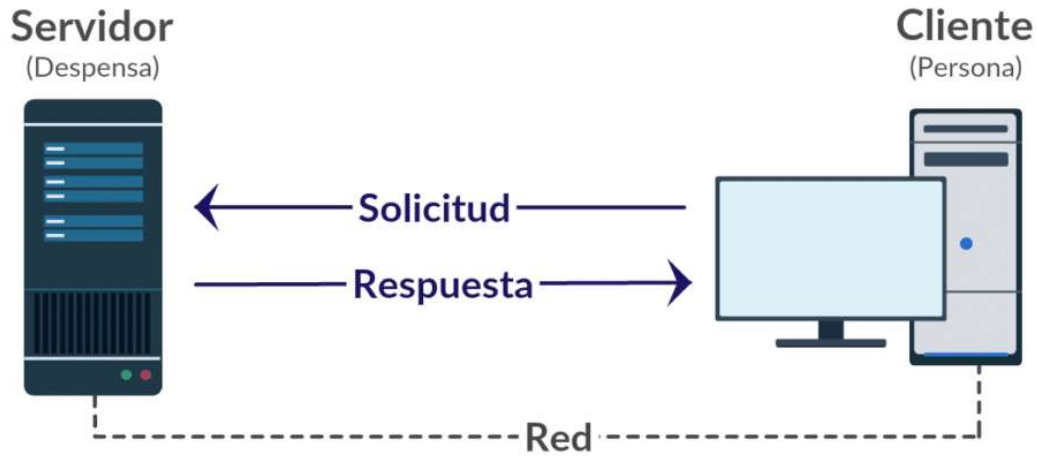 Servidor
(Despensa)
Cliente
(Persona)
Solicitud
Respuesta
Red